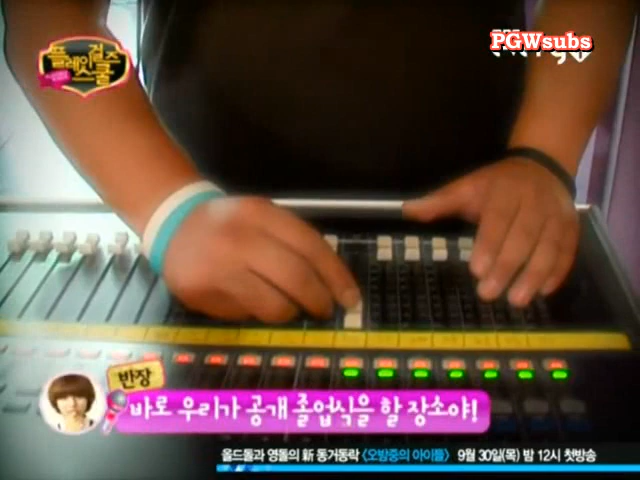 플레이걸즈
스쿨
PGWsubs
반장
바로 우리가 공개 졸업식을 할 장소야!
올드돌과 영돌의 新 동거동락 <오밤중의 아이들> 9월 30일(목) 밤 12시 첫방송